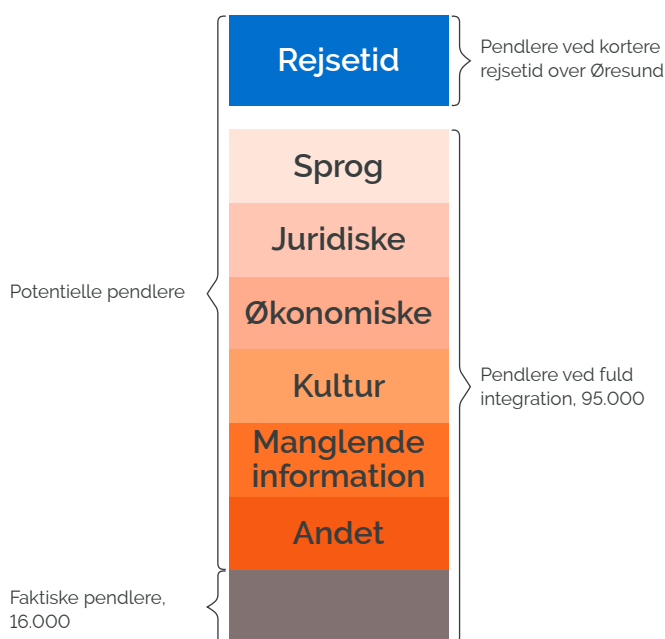 Rejsetid
Pendlere ved kortere
rejsetid over Øresund
Sprog
Juridiske
Potentielle pendlere
Økonomiske
Kultur
Pendlere ved fuld
integration, 95.000
Manglende
information
Andet
Faktiske pendlere,
16.000